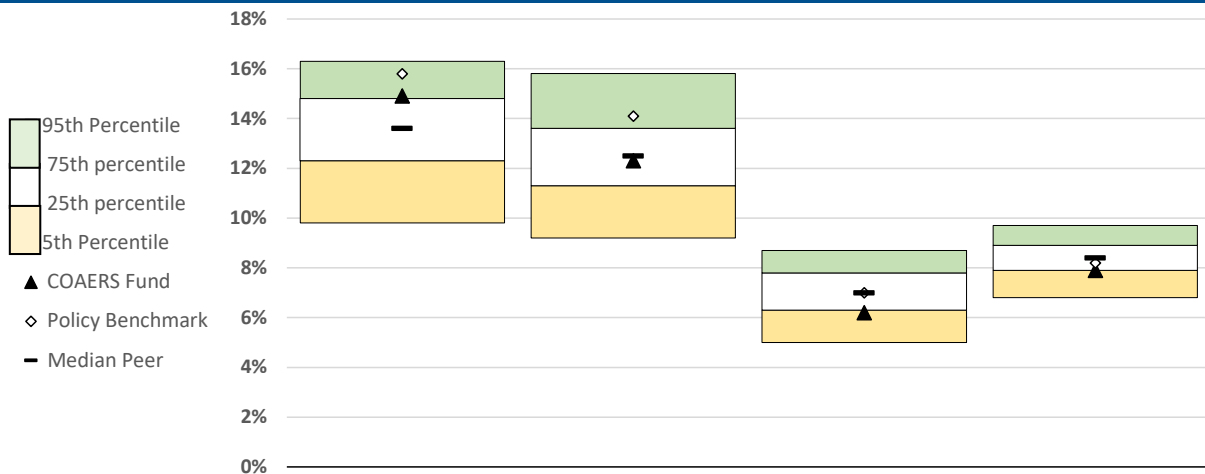 18%
16%
14%
12%
10%
8%
6%
4%
2%
0%
95th Percentile
75th percentile
25th percentile
5th Percentile
COAERS Fund
Policy Benchmark
Median Peer